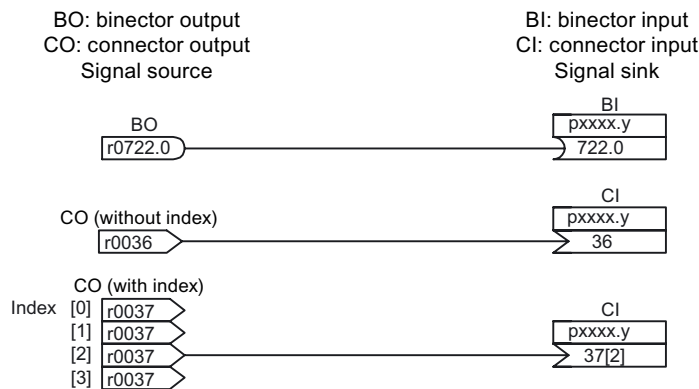 BO: binector output
CO: connector output
Signal source
BI: binector input
CI: connector input
Signal sink
BO
r0722.0
BI
pxxxx.y
722.0
CO (without index)
r0036
CI
pxxxx.y
36
CO (with index)
Index [0] r0037
[1] r0037
[2] r0037
[3] r0037
CI
pxxxx.y
37[2]